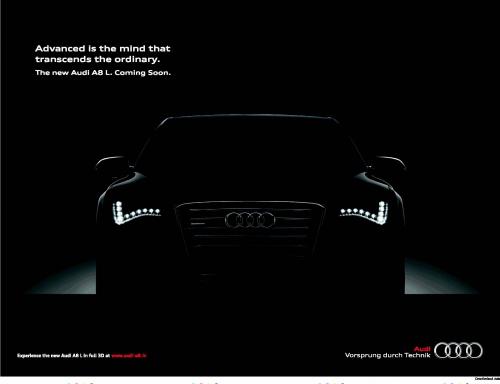 Advanced is the mind that
transcends the ordinary.
The new Audi A8 L. Coming Soon.
Experience the new Audi A8 L in full 3D at www.audi-a8.in
Audi
Vorsprung durch Technik